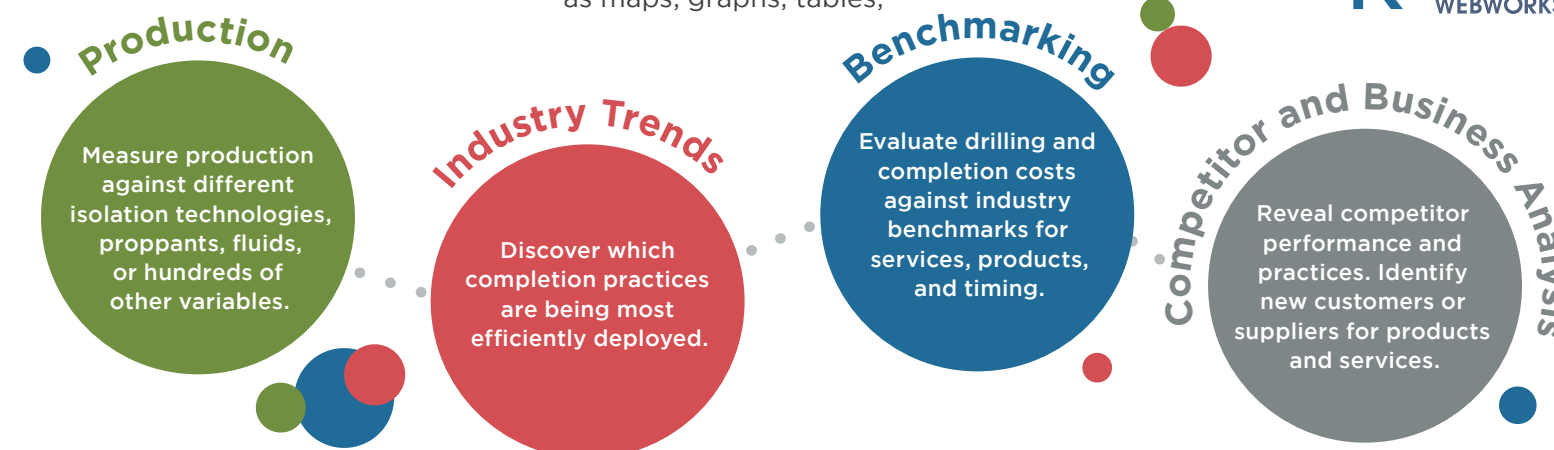 as maps, graphs, tables,
WEBWORKS
Production
Measure production
against different
isolation technologies,
proppants, fluids,
or hundreds of
other variables.
Industry Trends
Discover which
completion practices
are being most
efficiently deployed.
Benchmarking
Evaluate drilling and
completion costs
against industry
benchmarks for
services, products,
and timing.
Competitor and Business Analysis
Reveal competitor
performance and
practices. Identify
new customers or
suppliers for products
and services.